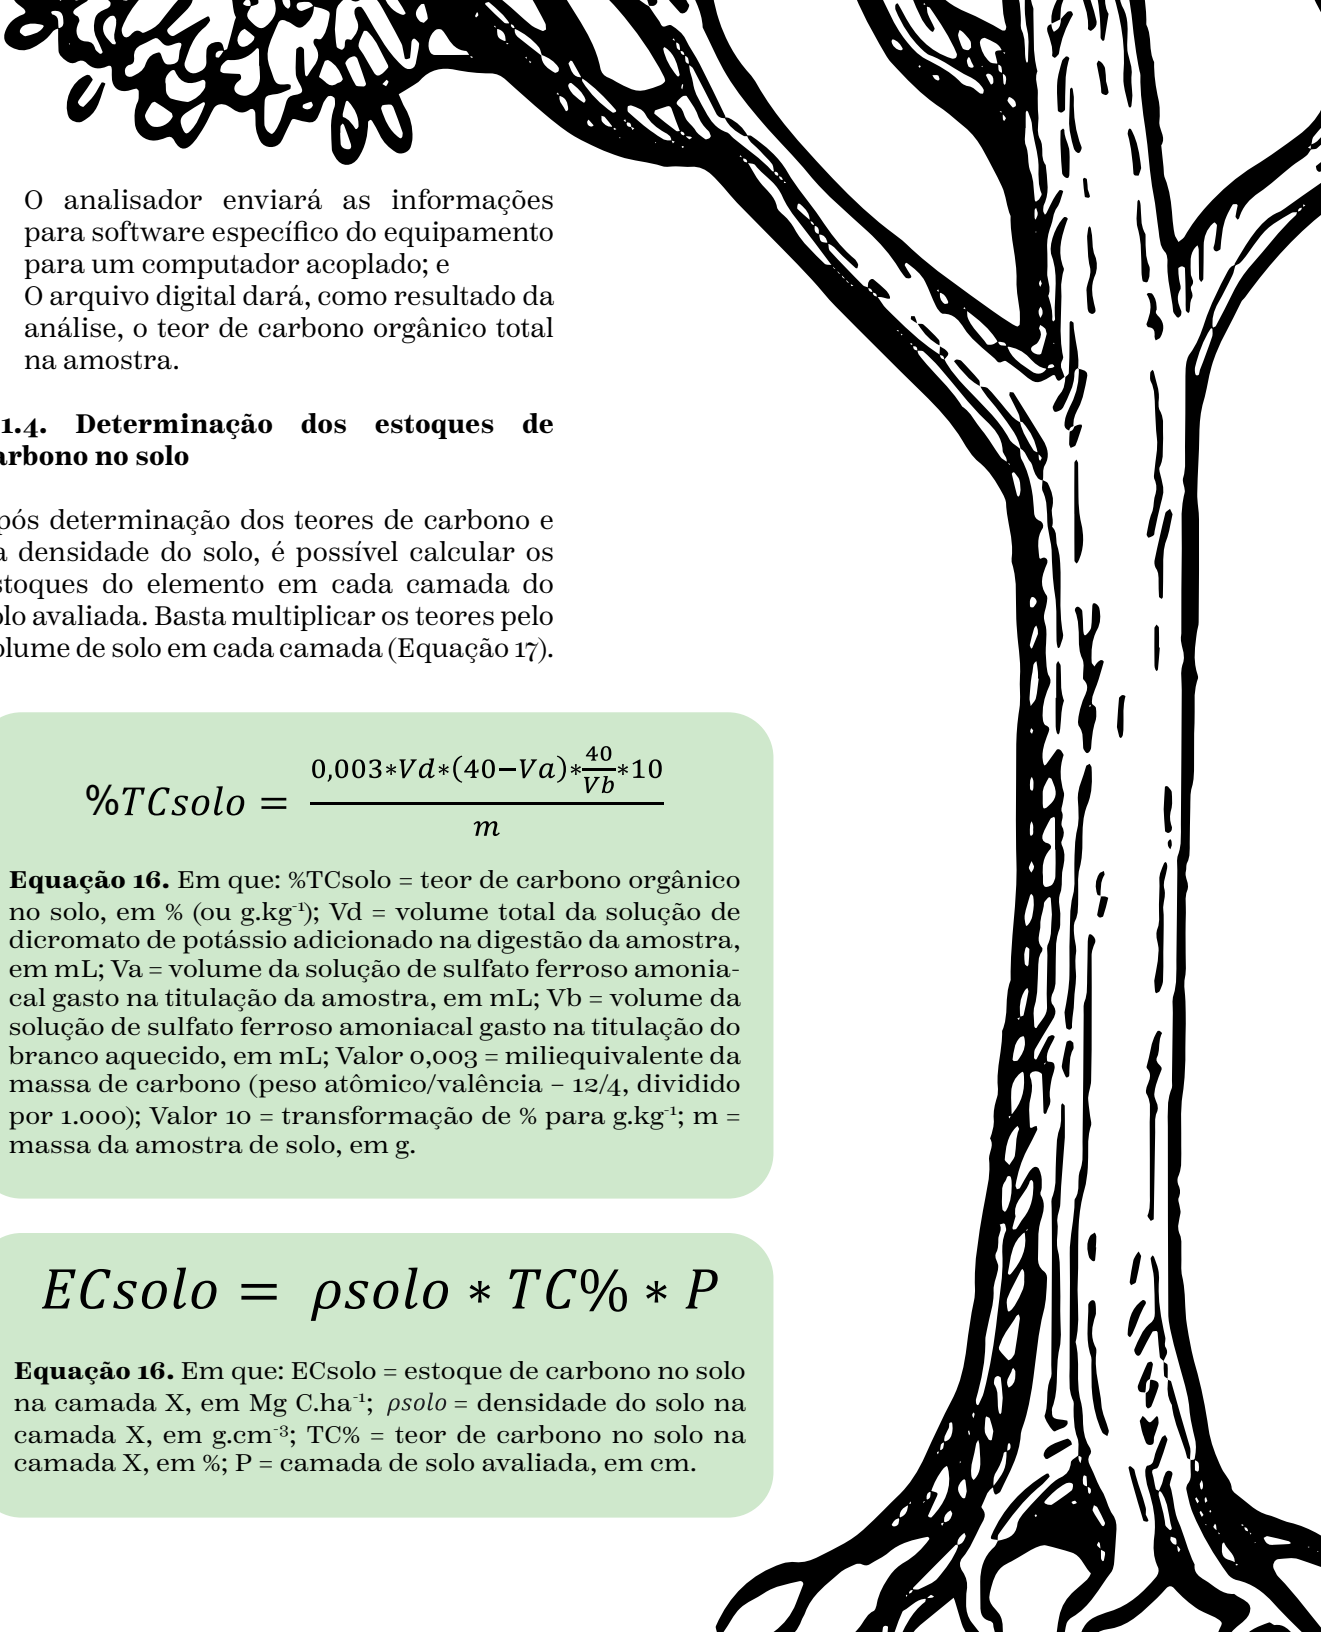 O analisador enviará as informações
para software específico do equipamento
para um computador acoplado; e
O arquivo digital dará, como resultado da
análise, o teor de carbono orgânico total
na amostra.
1.4. Determinação dos estoques de
arbono no solo
pós determinação dos teores de carbono e
a densidade do solo, é possível calcular os
stoques do elemento em cada camada do
olo avaliada. Basta multiplicar os teores pelo
olume de solo em cada camada (Equação 17).
%TCsolo = 0,003*Vd*(40−Va)*40/Vb*10 / m
Equação 16. Em que: %TCsolo = teor de carbono orgânico
no solo, em % (ou g.kg⁻¹); Vd = volume total da solução de
dicromato de potássio adicionado na digestão da amostra,
em mL; Va = volume da solução de sulfato ferroso amonia-
cal gasto na titulação da amostra, em mL; Vb = volume da
solução de sulfato ferroso amoniacal gasto na titulação do
branco aquecido, em mL; Valor 0,003 = miliequivalente da
massa de carbono (peso atômico/valência – 12/4, dividido
por 1.000); Valor 10 = transformação de % para g.kg⁻¹; m =
massa da amostra de solo, em g.
ECsolo = ρsolo * TC% * P
Equação 16. Em que: ECsolo = estoque de carbono no solo
na camada X, em Mg C.ha⁻¹; ρsolo = densidade do solo na
camada X, em g.cm⁻³; TC% = teor de carbono no solo na
camada X, em %; P = camada de solo avaliada, em cm.